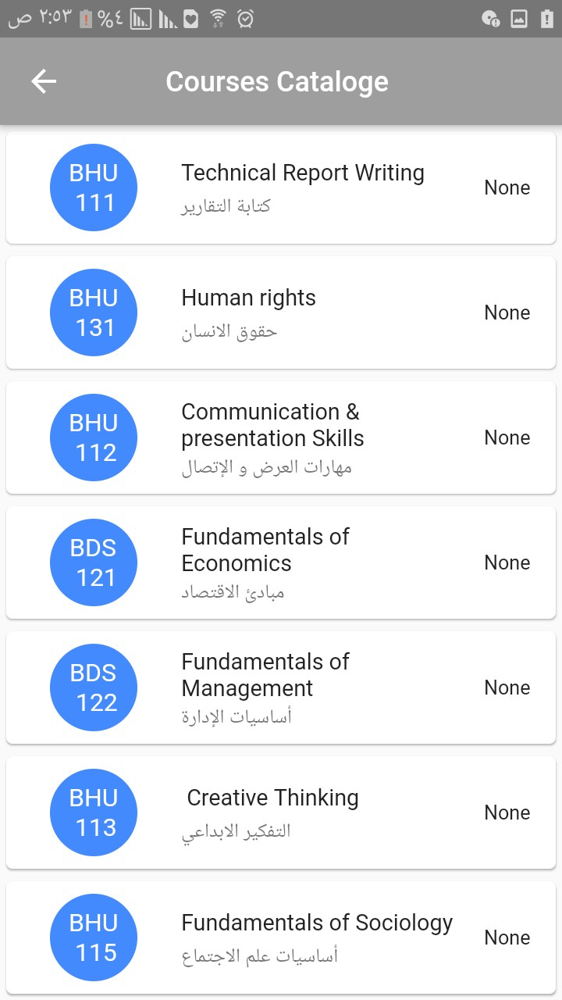 ص ٢:٥٣ %٤
Courses Cataloge
BHU
111
Technical Report Writing
كتابة التقارير
None
BHU
131
Human rights
حقوق الانسان
None
BHU
112
Communication &
presentation Skills
مهارات العرض و الإتصال
None
BDS
121
Fundamentals of
Economics
مبادئ الاقتصاد
None
BDS
122
Fundamentals of
Management
أساسيات الإدارة
None
BHU
113
Creative Thinking
التفكير الابداعي
None
BHU
115
Fundamentals of Sociology
أساسيات علم الاجتماع
None